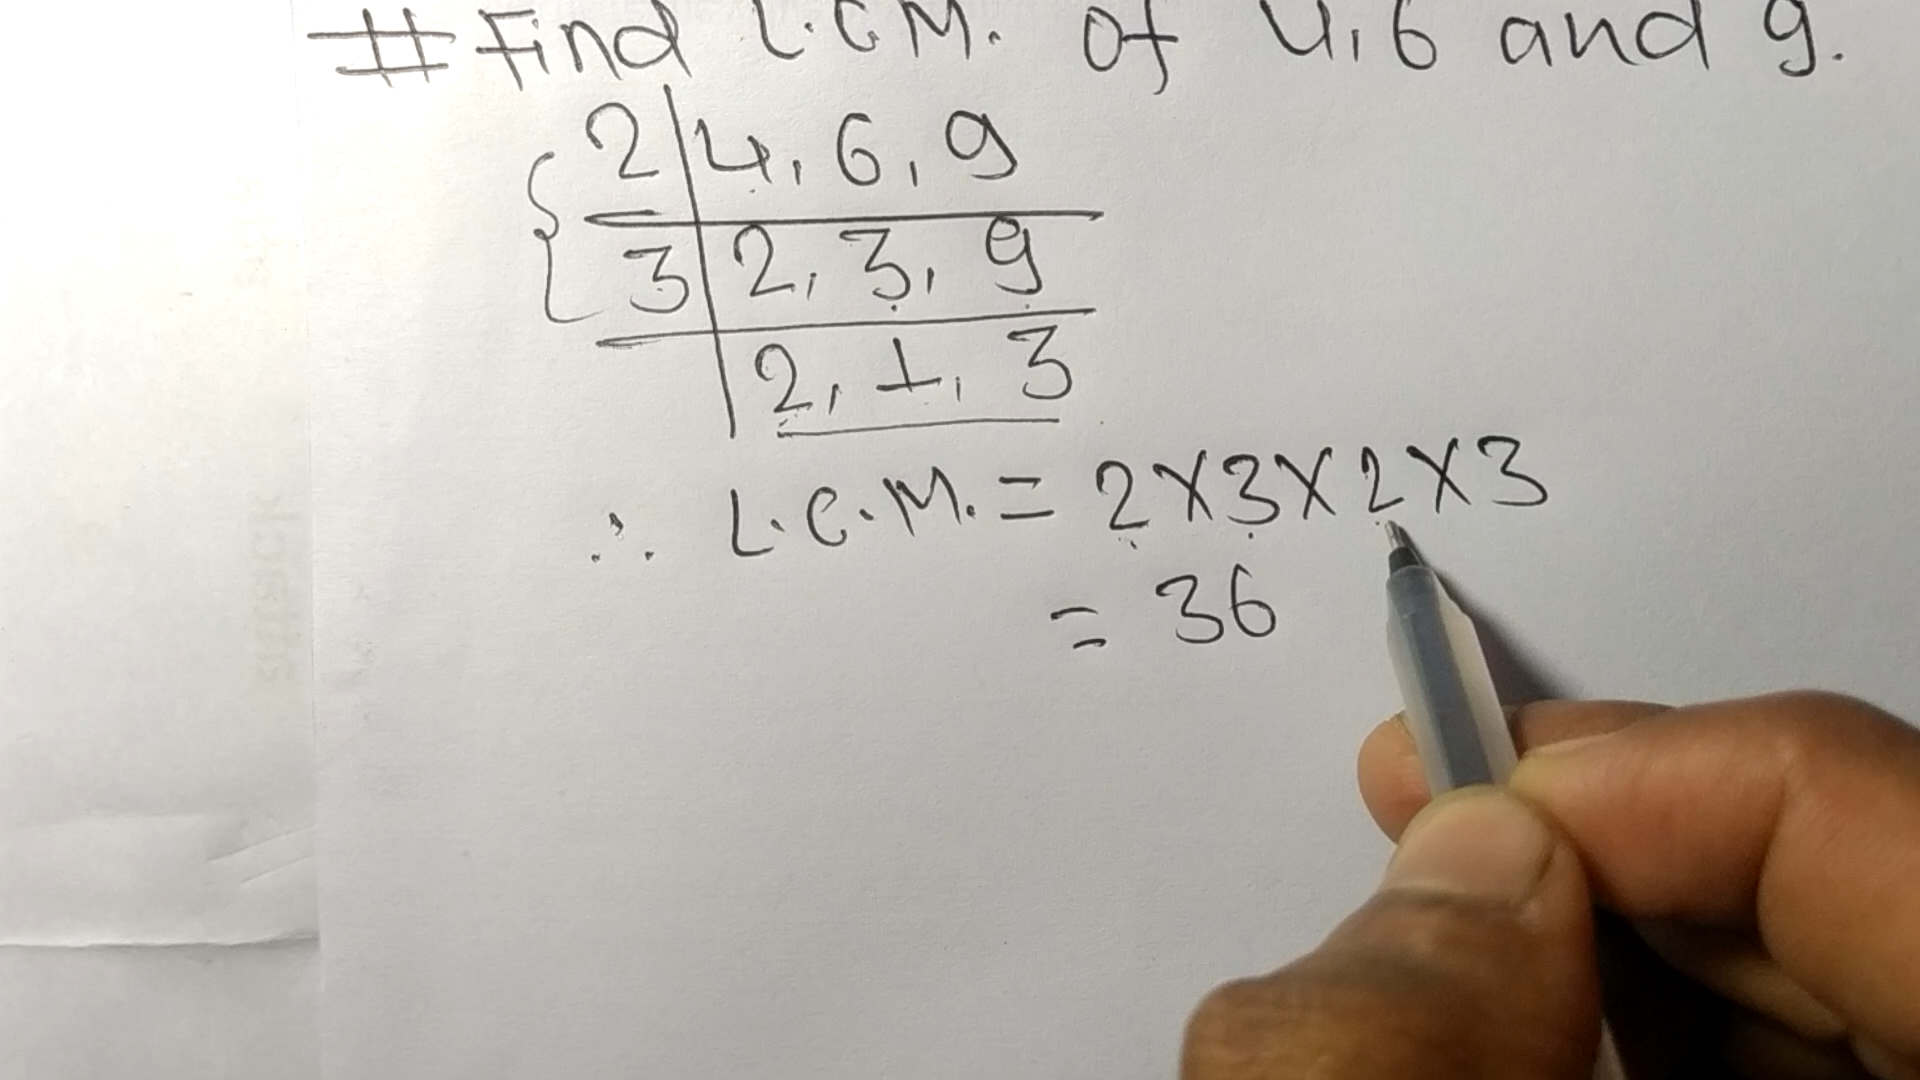 # Find L.C.M. of 4,6 and 9.
2 | 4, 6, 9
3 | 2, 3, 9
2, 1, 3
∴ L.C.M. = 2×3×2×3
= 36